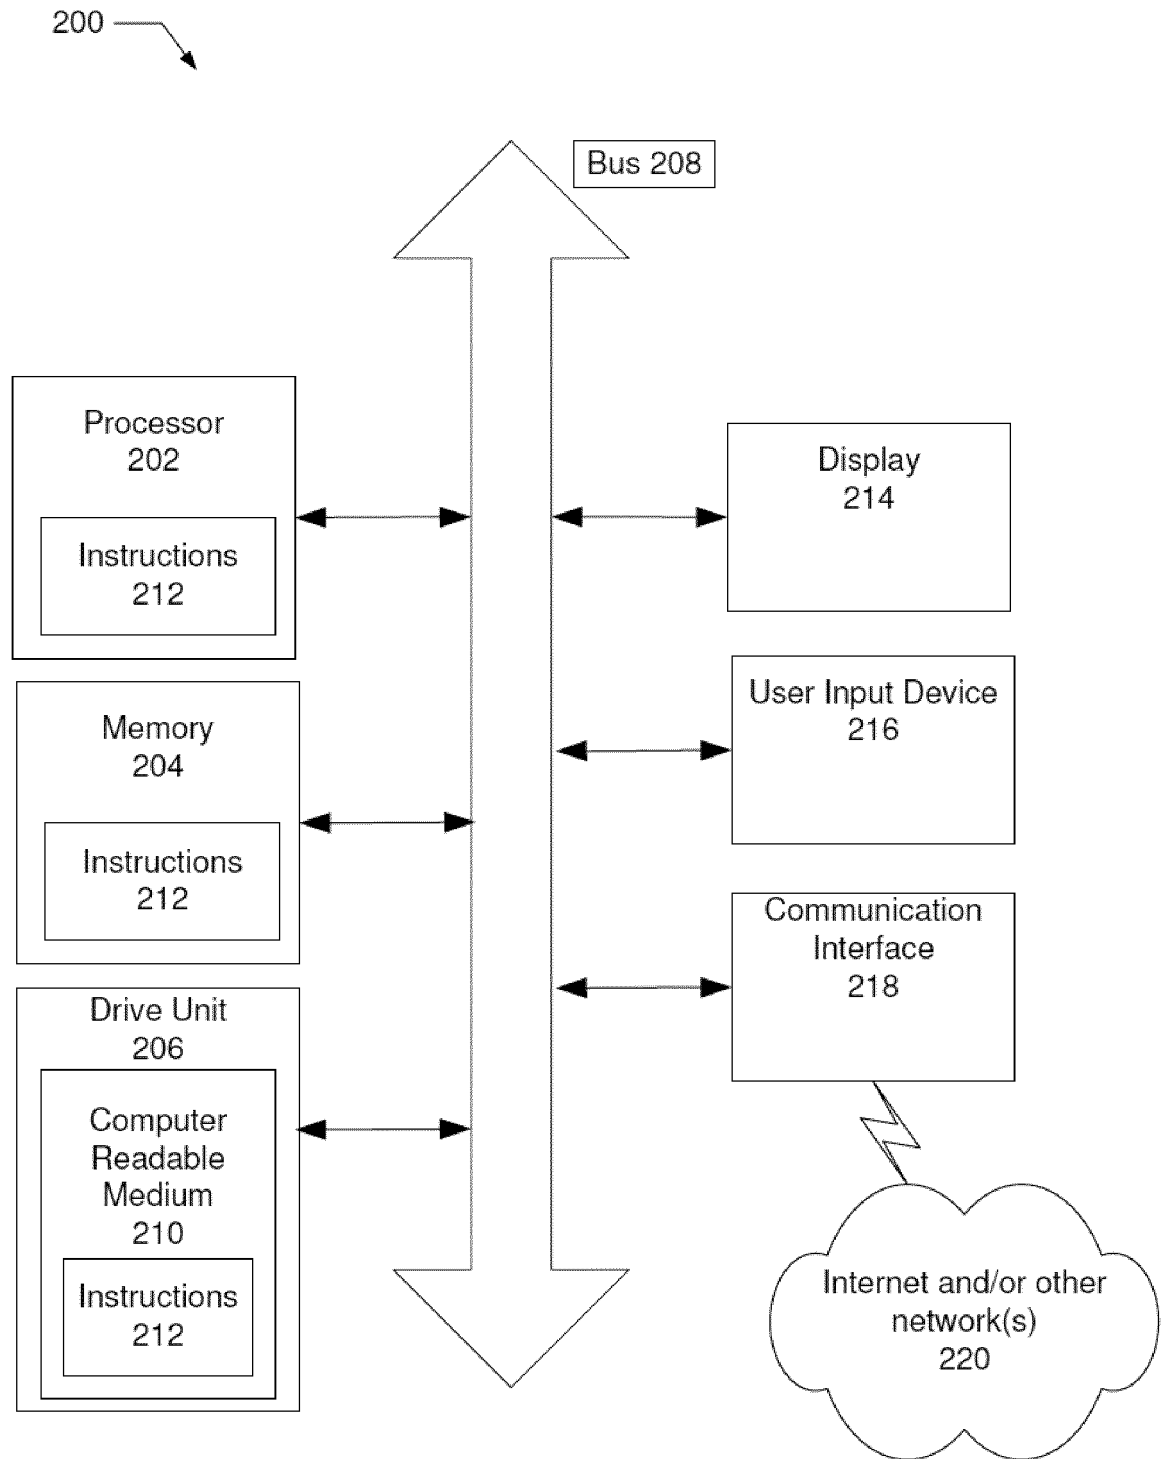 200
Bus 208
Processor
202
Instructions
212
Memory
204
Instructions
212
Drive Unit
206
Computer
Readable
Medium
210
Instructions
212
Display
214
User Input Device
216
Communication
Interface
218
Internet and/or other
network(s)
220